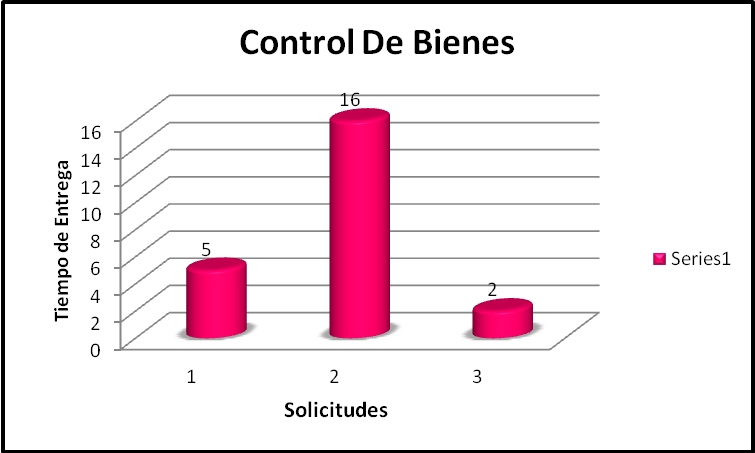 Control De Bienes
Tiempo de Entrega
16
14
12
10
8
6
4
2
0
5
16
2
1 2 3
Solicitudes
Series1